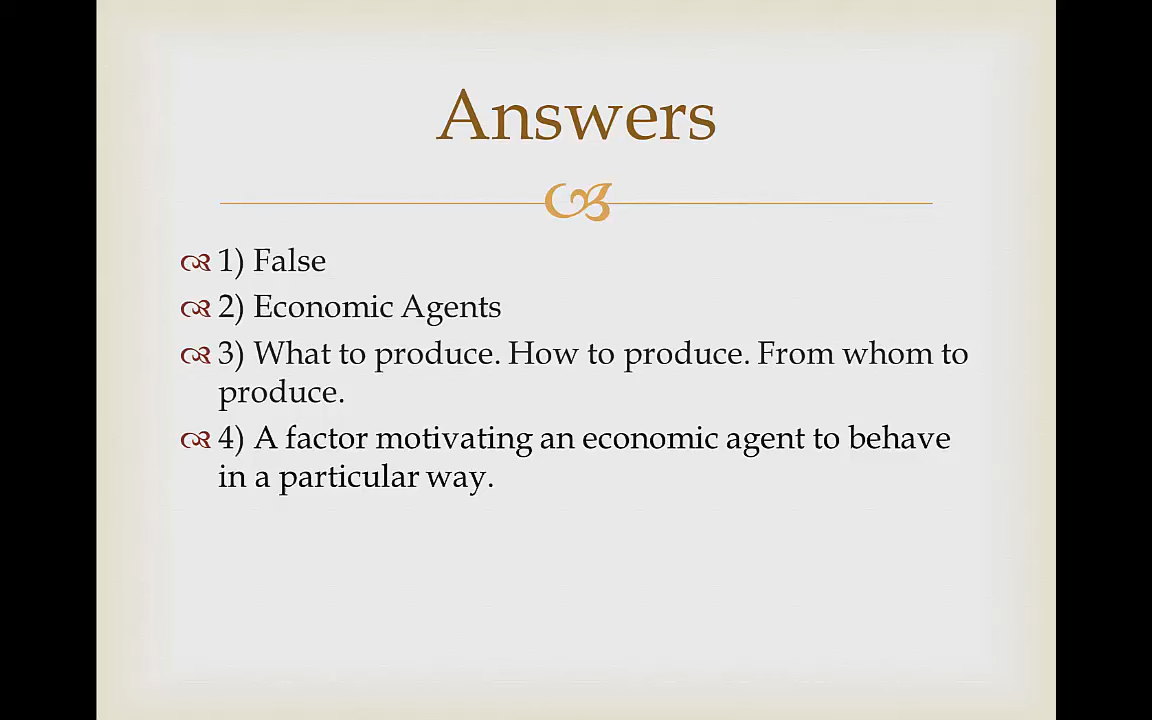 Answers
1) False
2) Economic Agents
3) What to produce. How to produce. From whom to
produce.
4) A factor motivating an economic agent to behave
in a particular way.